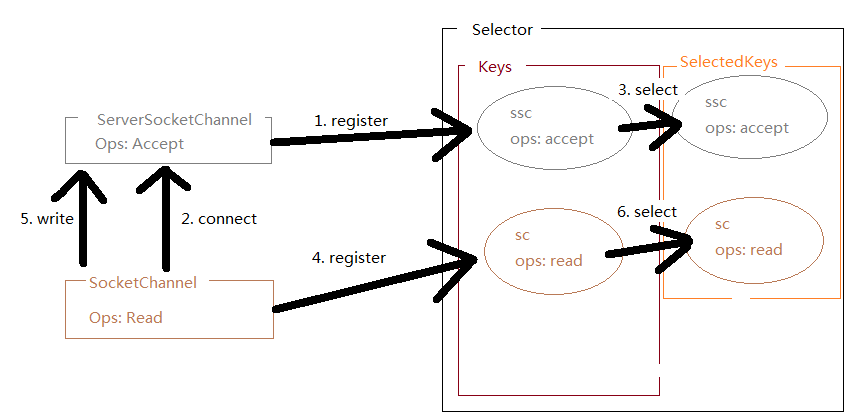 Selector
Keys
SelectedKeys
ServerSocketChannel
Ops: Accept
1. register
ssc
ops: accept
3. select
ssc
ops: accept
5. write
2. connect
4. register
sc
ops: read
6. select
sc
ops: read
SocketChannel
Ops: Read